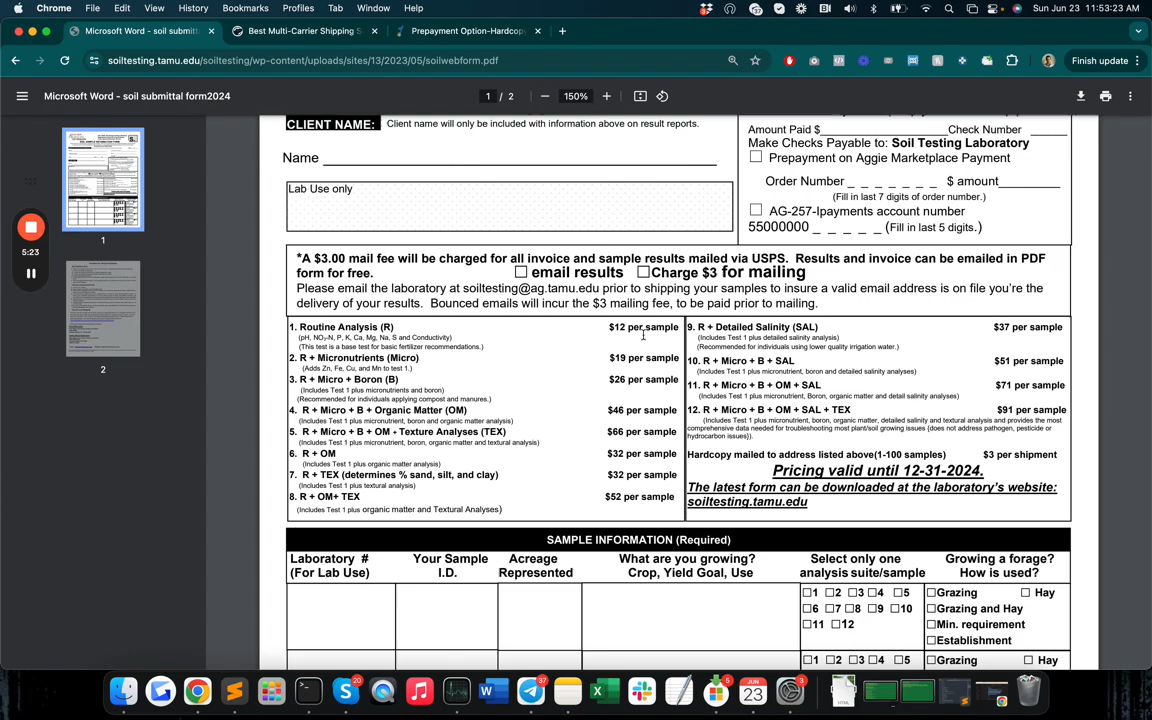 Chrome File Edit View History Bookmarks Profiles Tab Window Help
Sun Jun 23 11:53:23 AM
Microsoft Word - soil submitt
Best Multi-Carrier Shipping S
Prepayment Option-Hardcop
soiltesting.tamu.edu/soiltesting/wp-content/uploads/sites/13/2023/05/soilwebform.pdf
Finish update
Microsoft Word - soil submittal form2024
1 / 2
150%
5:23
1
2
CLIENT NAME: Client name will only be included with information above on result reports.
Name
Lab Use only
Amount Paid $ Check Number
Make Checks Payable to: Soil Testing Laboratory
☐ Prepayment on Aggie Marketplace Payment
Order Number _ _ _ _ _ _ _ $ amount
(Fill in last 7 digits of order number.)
☐ AG-257-Ipayments account number
55000000 _ _ _ _ _ (Fill in last 5 digits.)
*A $3.00 mail fee will be charged for all invoice and sample results mailed via USPS. Results and invoice can be emailed in PDF
form for free. ☐ email results ☐Charge $3 for mailing
Please email the laboratory at soiltesting@ag.tamu.edu prior to shipping your samples to insure a valid email address is on file you're the
delivery of your results. Bounced emails will incur the $3 mailing fee, to be paid prior to mailing.
1. Routine Analysis (R) $12 per sample
(pH, NO3-N, P, K, Ca, Mg, Na, S and Conductivity)
(This test is a base test for basic fertilizer recommendations.)
2. R + Micronutrients (Micro) $19 per sample
(Adds Zn, Fe, Cu, and Mn to test 1.)
3. R + Micro + Boron (B) $26 per sample
(Includes Test 1 plus micronutrients and boron)
(Recommended for individuals applying compost and manures.)
4. R + Micro + B + Organic Matter (OM) $46 per sample
(Includes Test 1 plus micronutrient, boron and organic matter analysis)
5. R + Micro + B + OM + Texture Analyses (TEX) $66 per sample
(Includes Test 1 plus micronutrient, boron, organic matter and textural analysis)
6. R + OM $32 per sample
(Includes Test 1 plus organic matter analysis)
7. R + TEX (determines % sand, silt, and clay) $32 per sample
(Includes Test 1 plus textural analysis)
8. R + OM+ TEX $52 per sample
(Includes Test 1 plus organic matter and Textural Analyses)
9. R + Detailed Salinity (SAL) $37 per sample
(Includes Test 1 plus detailed salinity analysis)
(Recommended for individuals using lower quality irrigation water.)
10. R + Micro + B + SAL $51 per sample
(Includes Test 1 plus micronutrient, boron and detailed salinity analyses)
11. R + Micro + B + OM + SAL $71 per sample
(Includes Test 1 plus micronutrient, Boron, organic matter and detail salinity analyses)
12. R + Micro + B + OM + SAL + TEX $91 per sample
(Includes Test 1 plus micronutrient, boron, organic matter, detailed salinity and textural analysis and provides the most
comprehensive data needed for troubleshooting most plant/soil growing issues {does not address pathogen, pesticide or
hydrocarbon issues}).
Hardcopy mailed to address listed above(1-100 samples) $3 per shipment
Pricing valid until 12-31-2024.
The latest form can be downloaded at the laboratory's website:
soiltesting.tamu.edu
SAMPLE INFORMATION (Required)
Laboratory # (For Lab Use)
Your Sample I.D.
Acreage Represented
What are you growing? Crop, Yield Goal, Use
Select only one analysis suite/sample
Growing a forage? How is used?
☐1 ☐2 ☐3 ☐4 ☐5 ☐Grazing ☐ Hay
☐6 ☐7 ☐8 ☐9 ☐10 ☐Grazing and Hay
☐11 ☐12 ☐Min. requirement
☐Establishment
☐1 ☐2 ☐3 ☐4 ☐5 ☐Grazing ☐ Hay
20
37
JUN 23
5
3